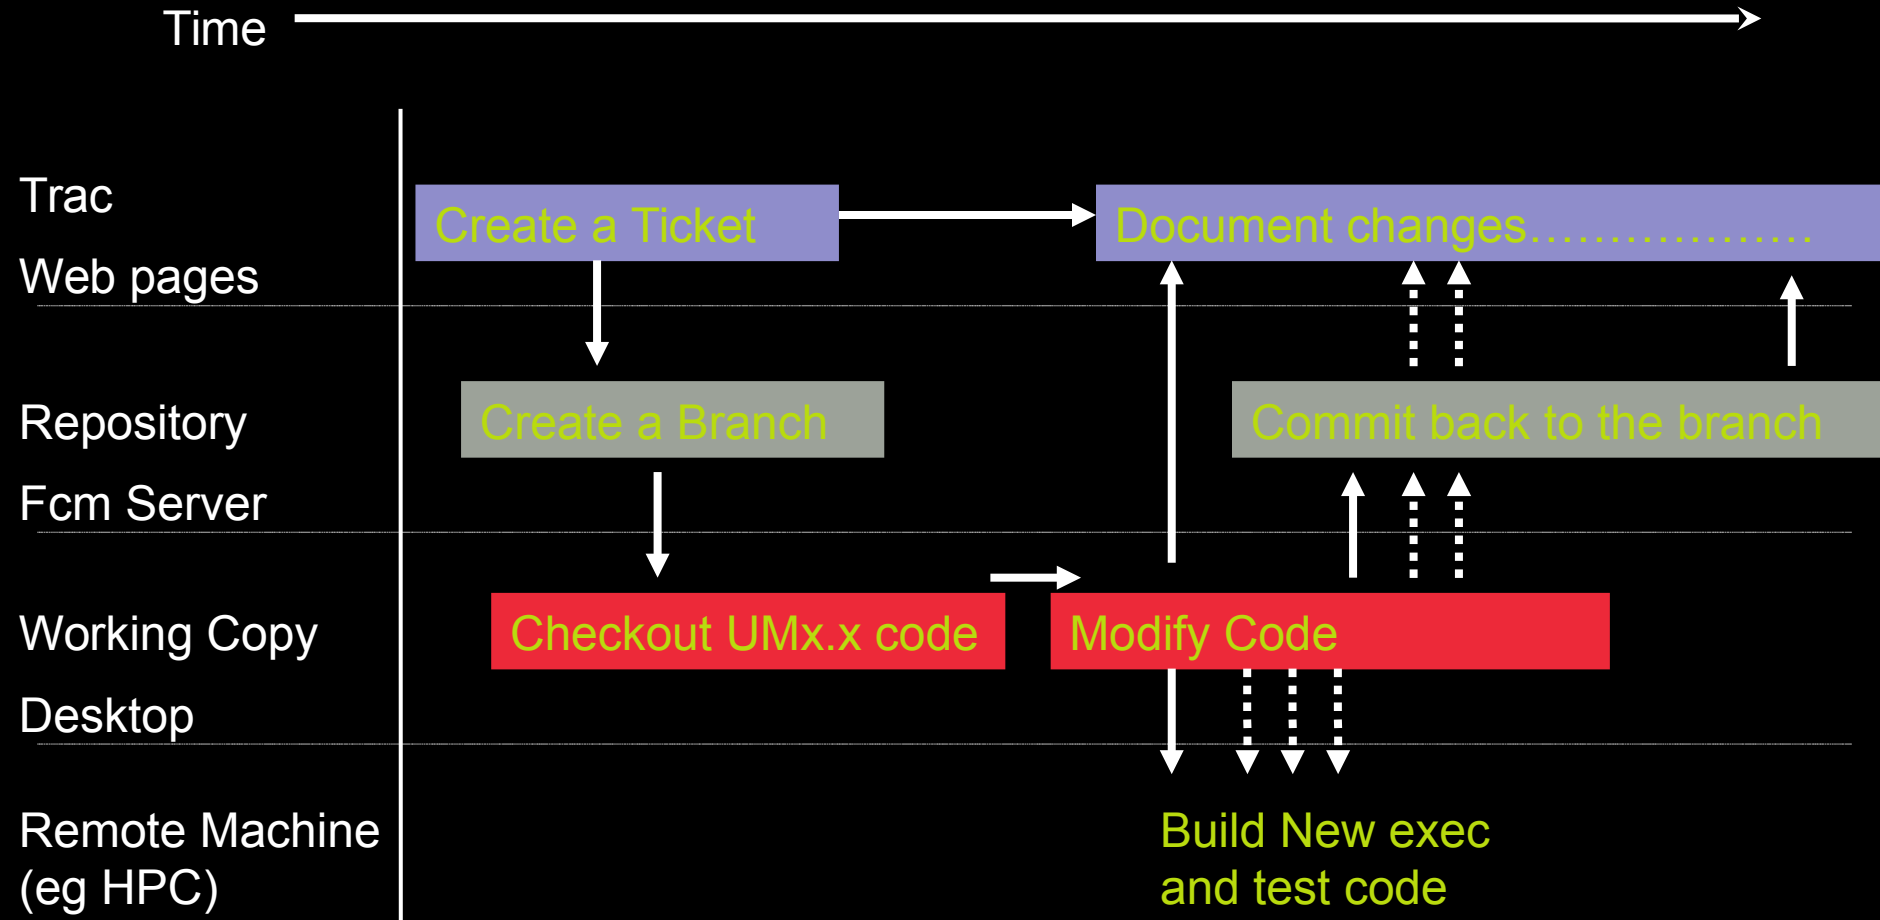 Time
Trac
Web pages
Create a Ticket
Document changes..................
Repository
Fcm Server
Create a Branch
Commit back to the branch
Working Copy
Desktop
Checkout UMx.x code
Modify Code
Remote Machine
(eg HPC)
Build New exec
and test code